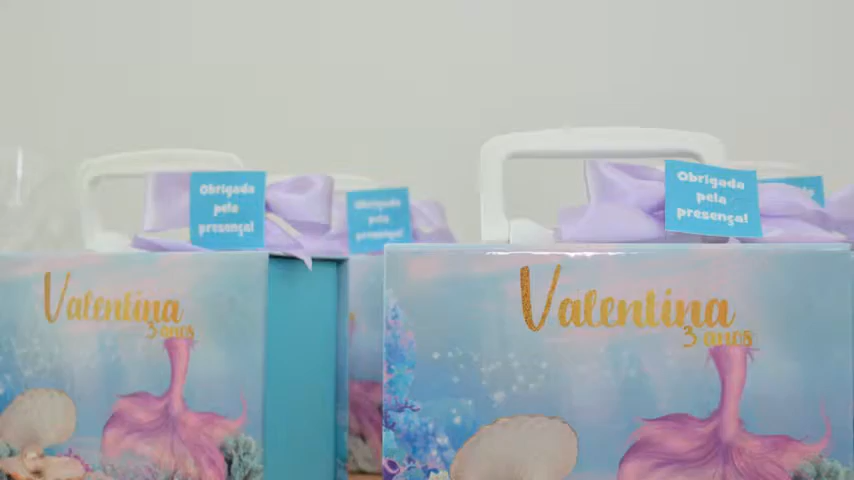 Obrigada
pela
presença!
Valentina
3 anos
Obrigada
pela
presença!
Obrigada
pela
presença!
Valentina
3 anos